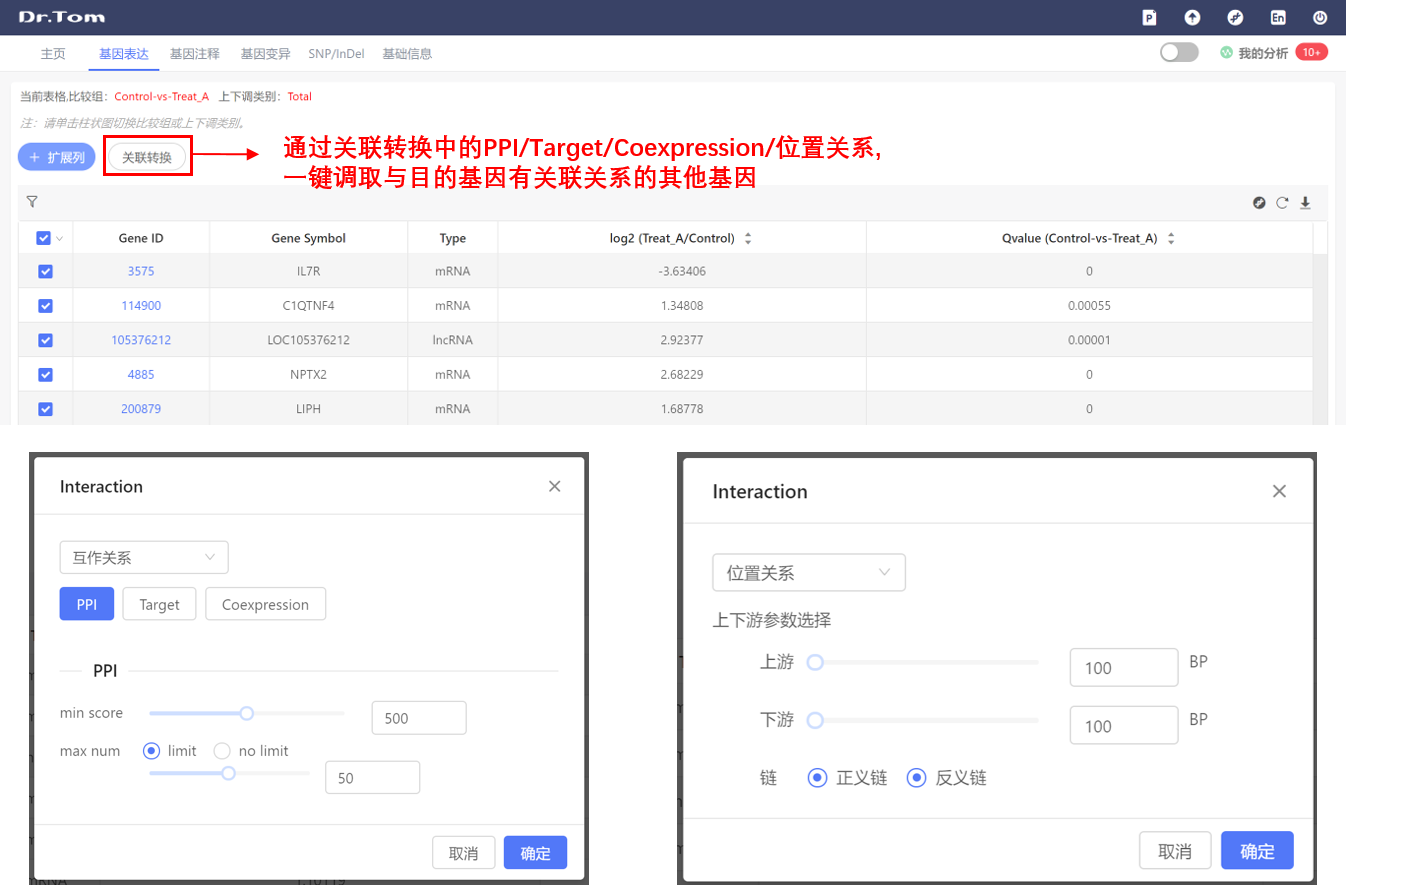 Dr.Tom
P
En
主页 基因表达 基因注释 基因变异 SNP/InDel 基础信息 我的分析 10+
当前表格,比较组： Control-vs-Treat_A 上下调类别： Total
注：请单击柱状图切换比较组或上下调类别。
+ 扩展列 关联转换
通过关联转换中的PPI/Target/Coexpression/位置关系,
一键调取与目的基因有关联关系的其他基因
Gene ID Gene Symbol Type log2 (Treat_A/Control) Qvalue (Control-vs-Treat_A)
3575 IL7R mRNA -3.63406 0
114900 C1QTNF4 mRNA 1.34808 0.00055
105376212 LOC105376212 lncRNA 2.92377 0.00001
4885 NPTX2 mRNA 2.68229 0
200879 LIPH mRNA 1.68778 0
Interaction
互作关系
PPI Target Coexpression
PPI
min score 500
max num limit no limit
50
取消 确定
Interaction
位置关系
上下游参数选择
上游 100 BP
下游 100 BP
链 正义链 反义链
取消 确定